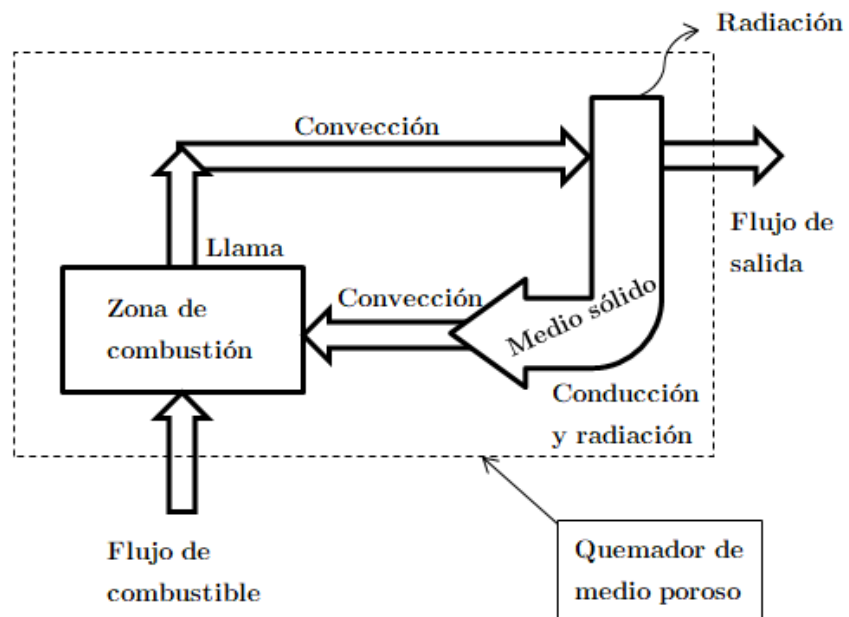 Radiación
Convección
Flujo de
salida
Llama
Convección
Zona de
combustión
Medio sólido
Conducción
y radiación
Flujo de
combustible
Quemador de
medio poroso